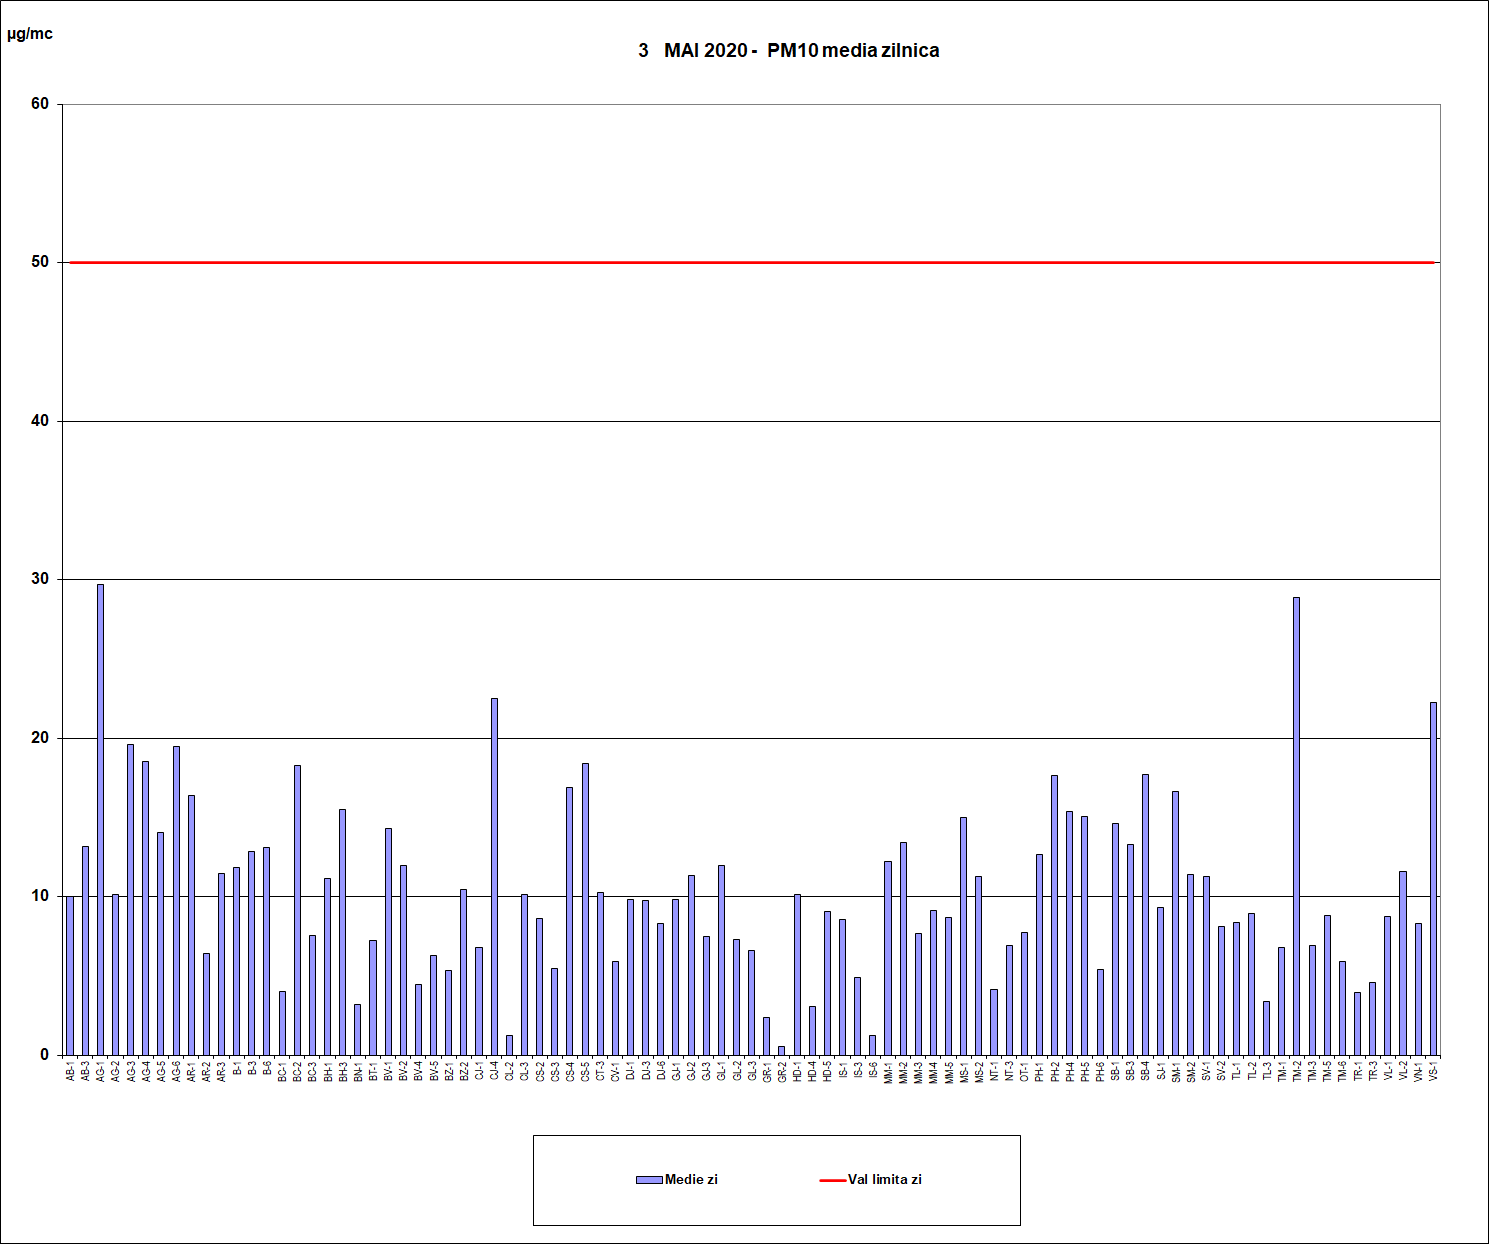 µg/mc
3 MAI 2020 - PM10 media zilnica
60
50
40
30
20
10
0
AB-1 AB-3 AG-1 AG-2 AG-3 AG-4 AG-5 AG-6 AR-1 AR-2 AR-3 B-1 B-3 B-6 BC-1 BC-2 BC-3 BH-1 BH-3 BN-1 BT-1 BV-1 BV-2 BV-4 BV-5 BZ-1 BZ-2 CJ-1 CJ-4 CL-2 CL-3 CS-2 CS-3 CS-4 CS-5 CT-3 CV-1 DJ-1 DJ-3 DJ-6 GJ-1 GJ-2 GJ-3 GL-1 GL-2 GL-3 GR-1 GR-2 HD-1 HD-4 HD-5 IS-1 IS-3 IS-6 MM-1 MM-2 MM-3 MM-4 MM-5 MS-1 MS-2 NT-1 NT-3 OT-1 PH-1 PH-2 PH-4 PH-5 PH-6 SB-1 SB-3 SB-4 SJ-1 SM-1 SM-2 SV-1 SV-2 TL-1 TL-2 TL-3 TM-1 TM-2 TM-3 TM-5 TM-6 TR-1 TR-3 VL-1 VL-2 VN-1 VS-1
Medie zi
Val limita zi